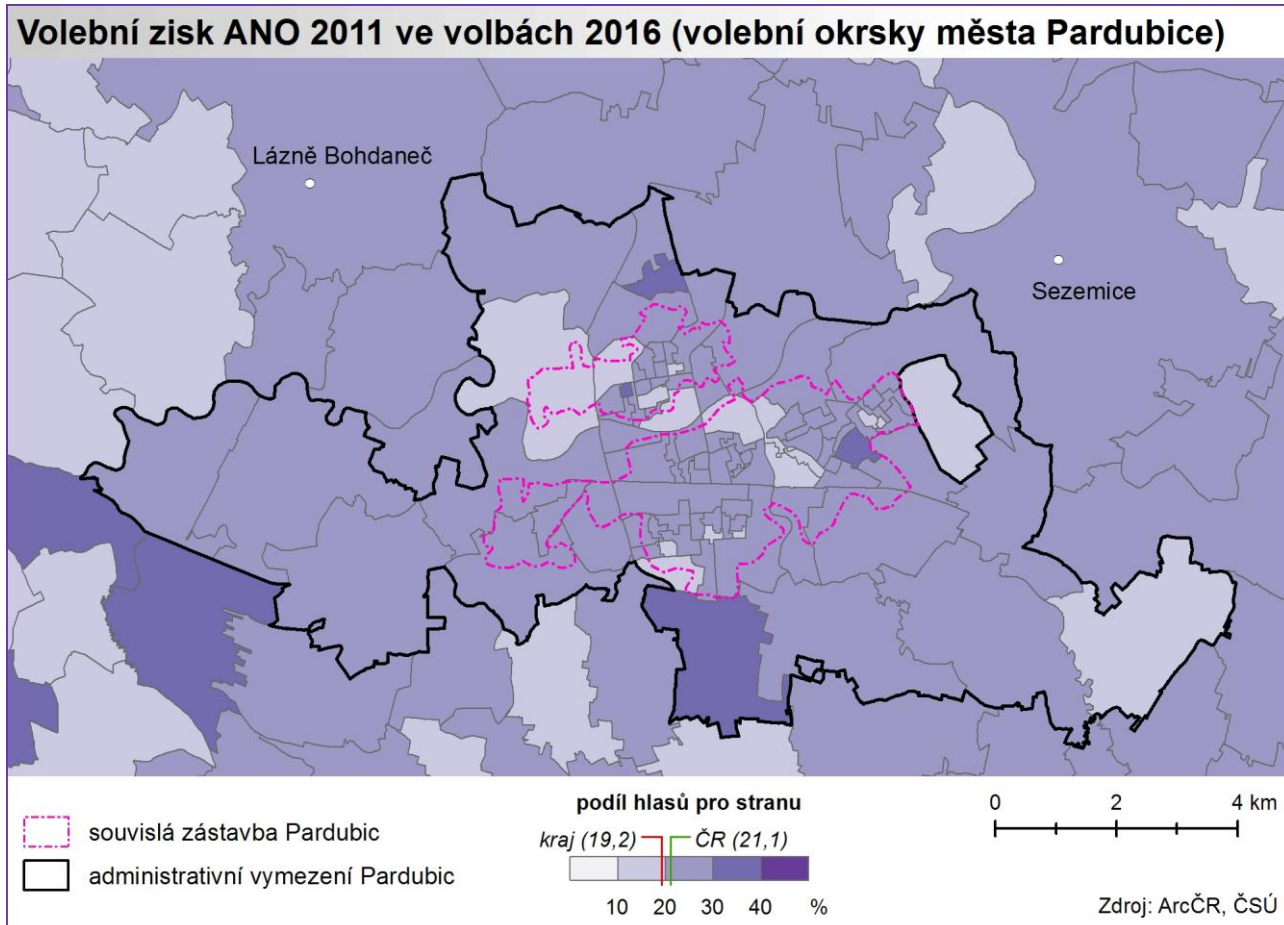 Volební zisk ANO 2011 ve volbách 2016 (volební okrsky města Pardubice)
Lázně Bohdaneč
Sezemice
souvislá zástavba Pardubic
administrativní vymezení Pardubic
podíl hlasů pro stranu
kraj (19,2) ČR (21,1)
10 20 30 40 %
0 2 4 km
Zdroj: ArcČR, ČSÚ